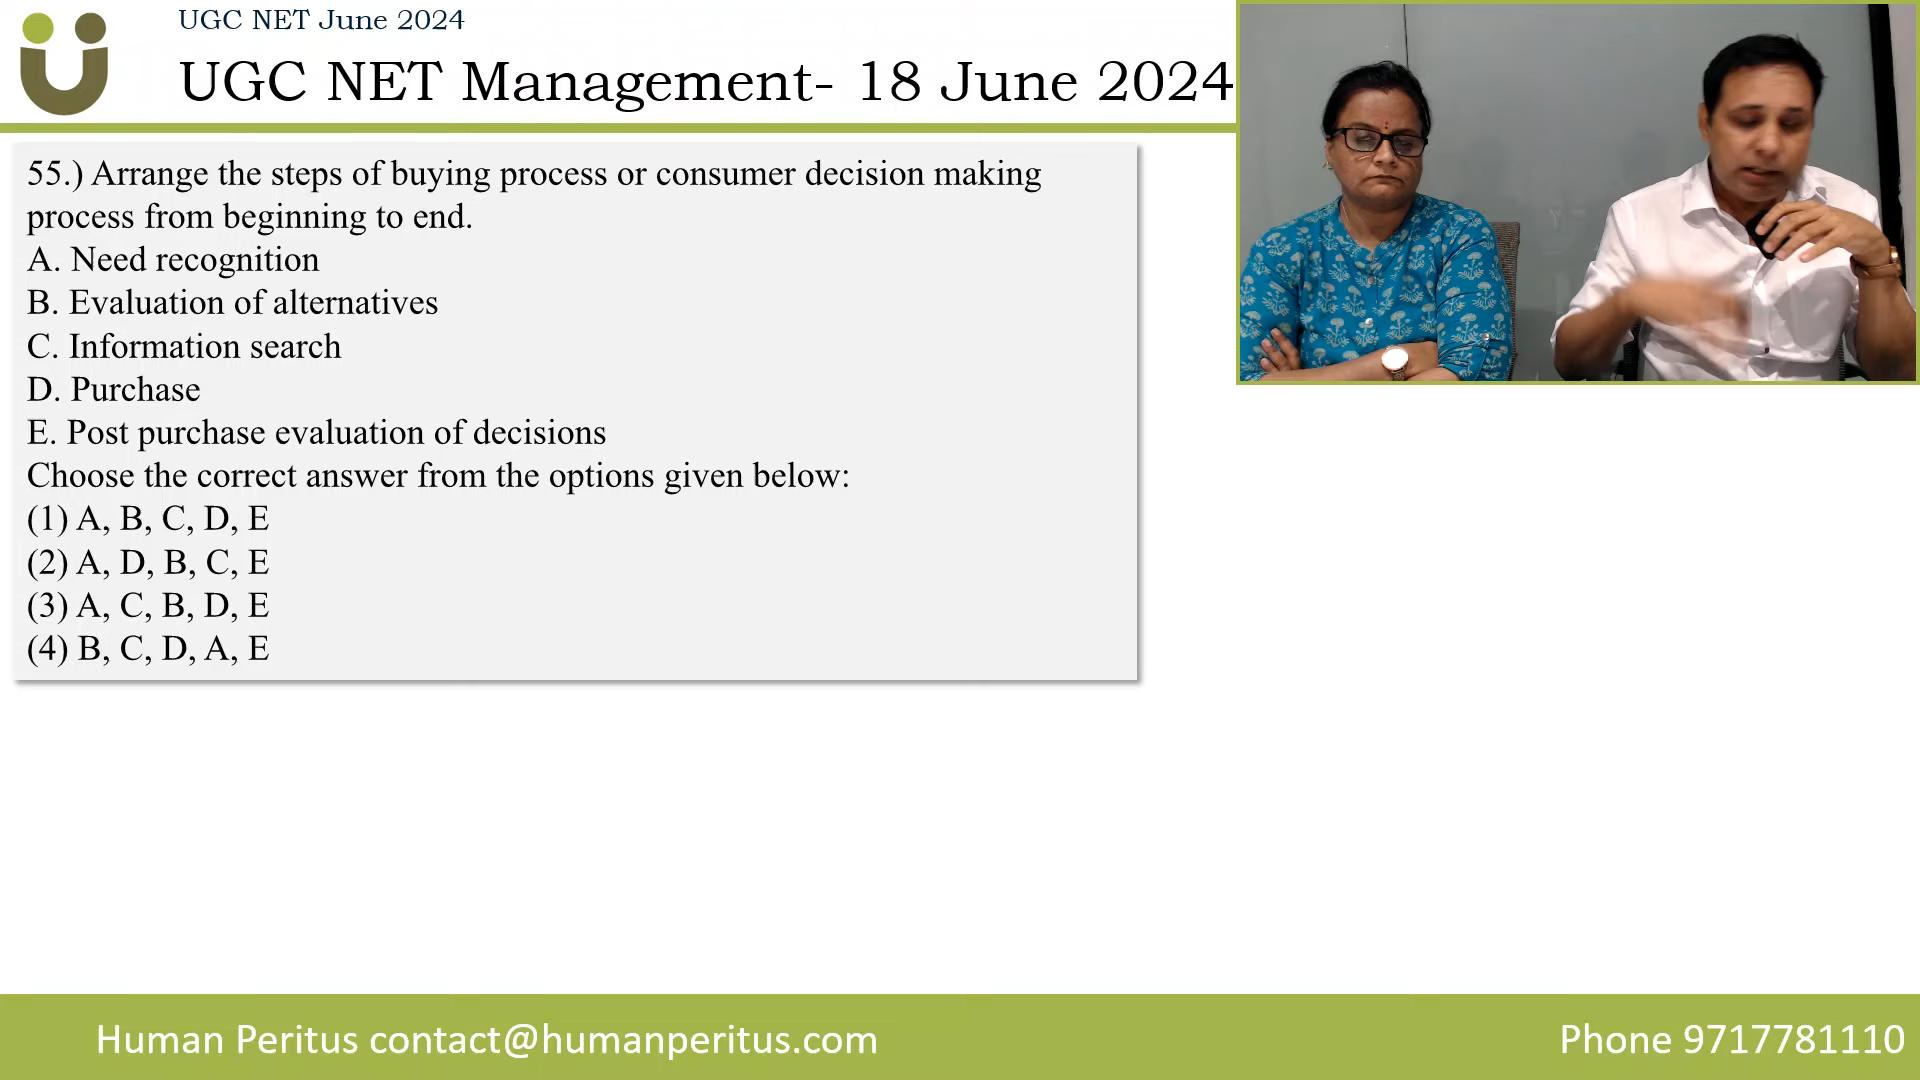 UGC NET June 2024
UGC NET Management- 18 June 2024
55.) Arrange the steps of buying process or consumer decision making
process from beginning to end.
A. Need recognition
B. Evaluation of alternatives
C. Information search
D. Purchase
E. Post purchase evaluation of decisions
Choose the correct answer from the options given below:
(1) A, B, C, D, E
(2) A, D, B, C, E
(3) A, C, B, D, E
(4) B, C, D, A, E
Human Peritus contact@humanperitus.com
Phone 9717781110